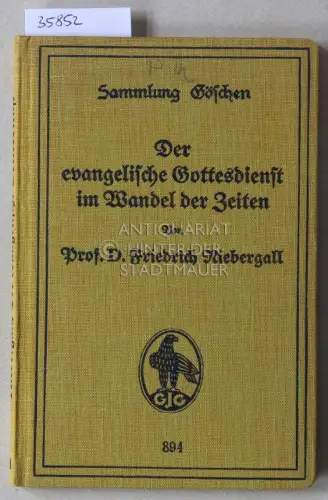 35852
Sammlung Göschen
Der
evangelische Gottesdienst
im Wandel der Zeiten
Von
Prof. D. Friedrich Niebergall
ANTIQUARIAT
HINTER DER
STADTMAUER
GJG
894